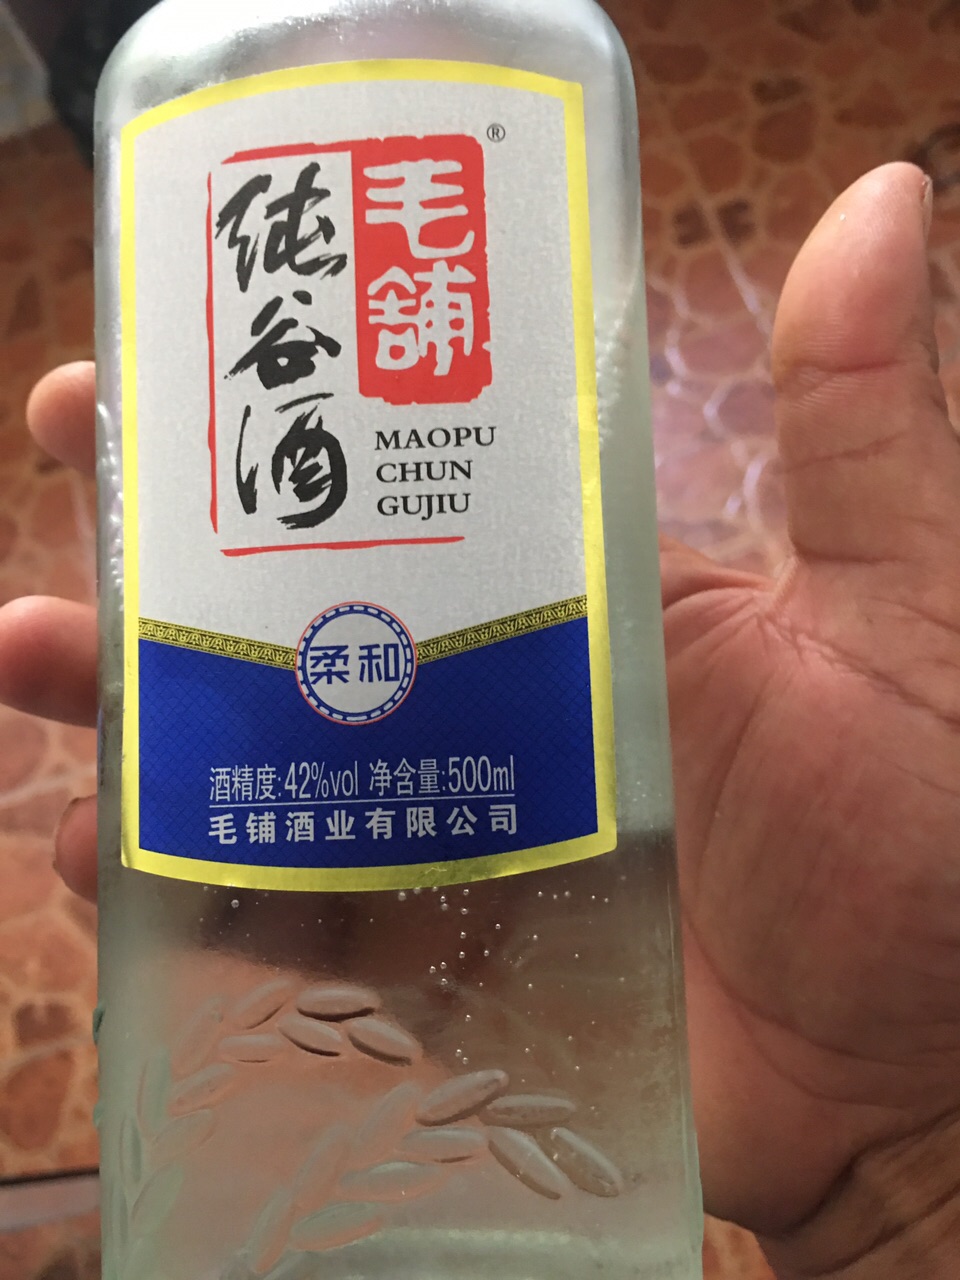 毛舖®
纯谷酒
MAOPU
CHUN
GUJIU
柔和
酒精度:42%vol 净含量:500ml
毛铺酒业有限公司